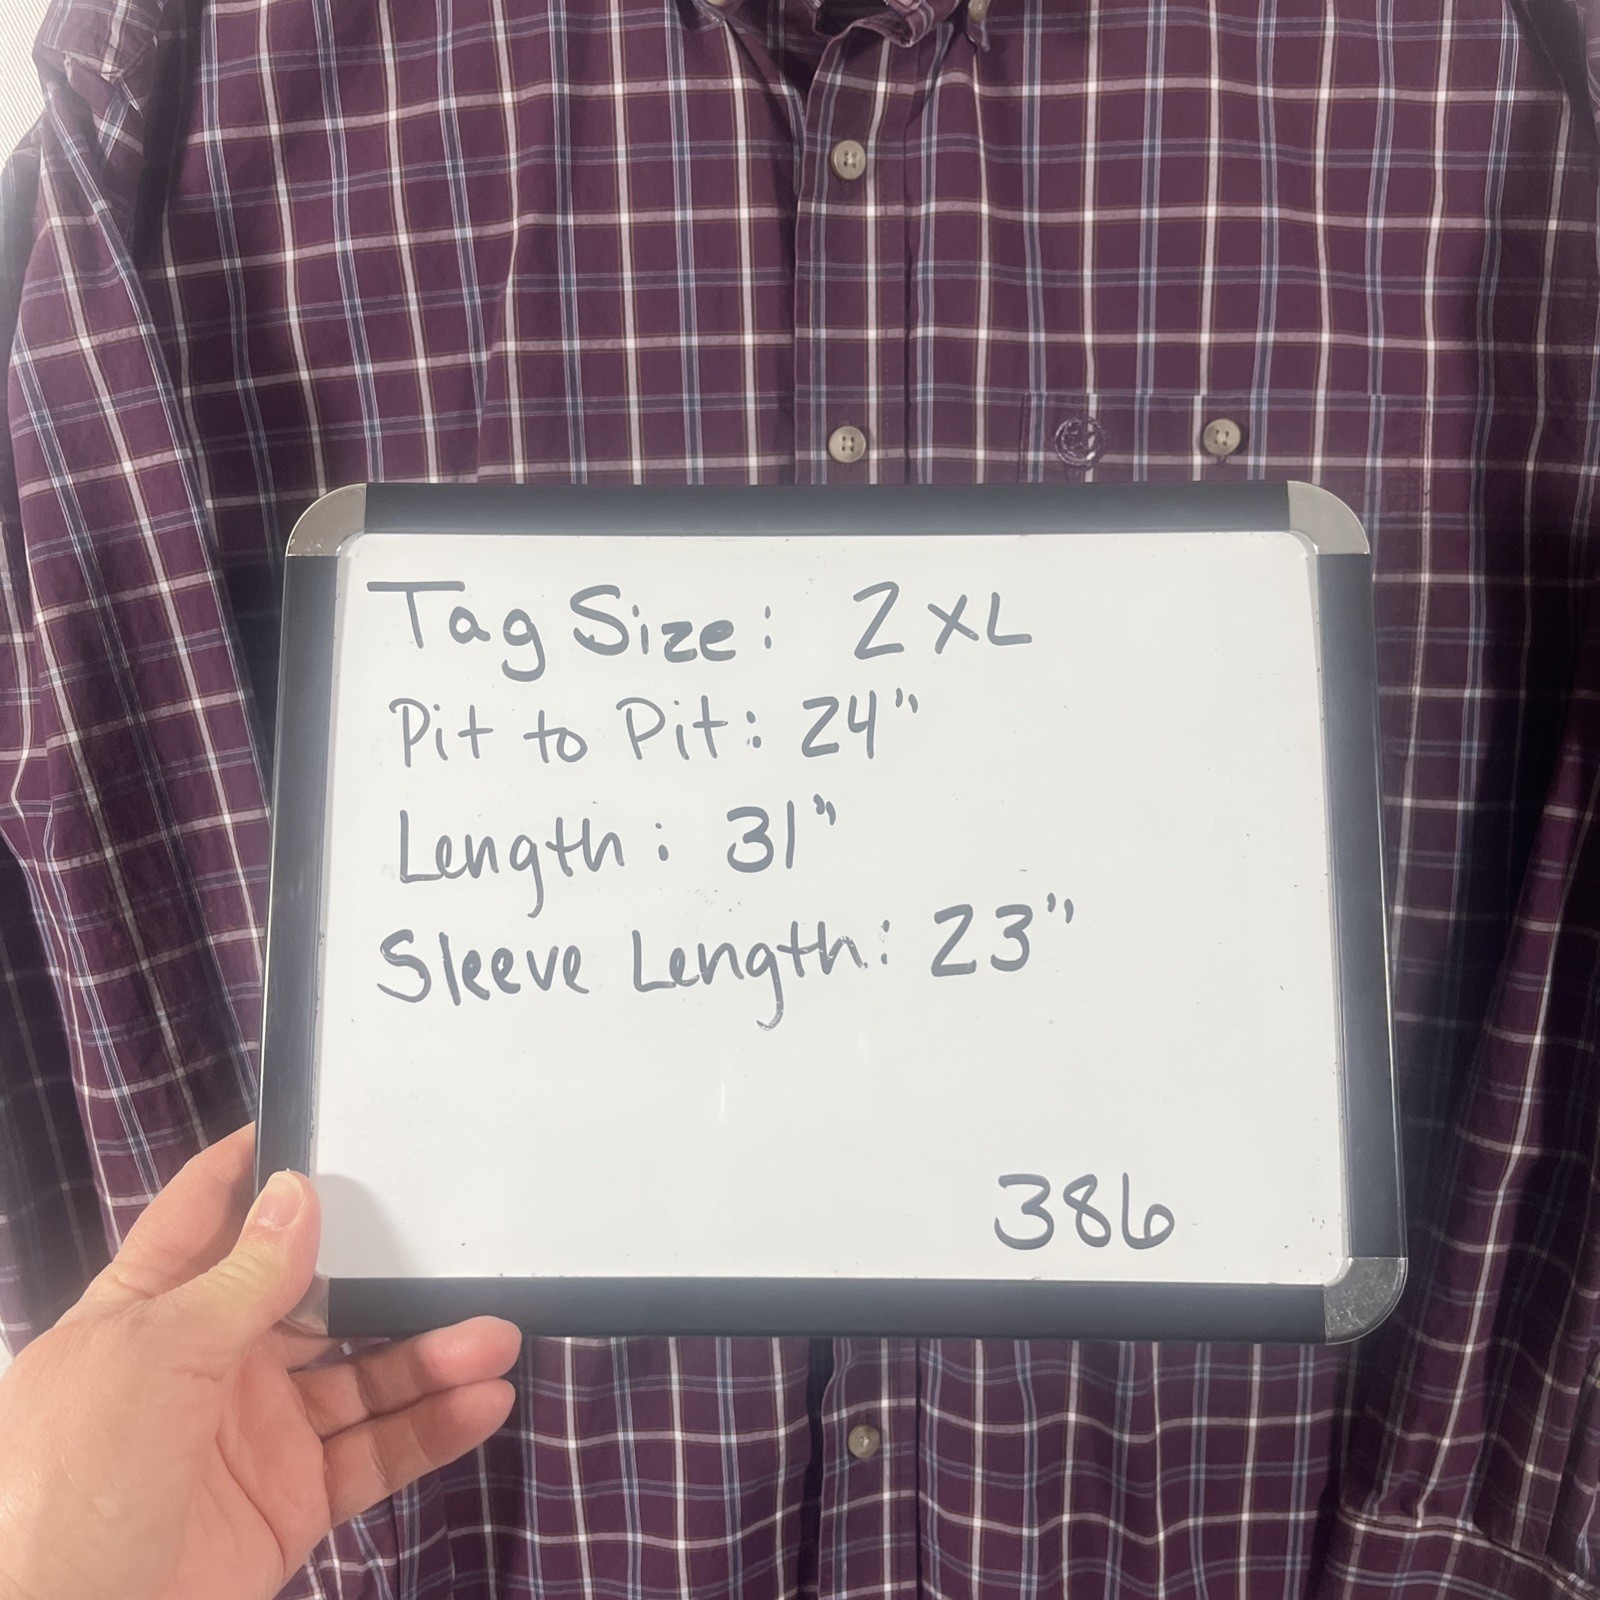 Tag Size: 2XL
Pit to Pit: 24"
Length: 31"
Sleeve Length: 23"
386